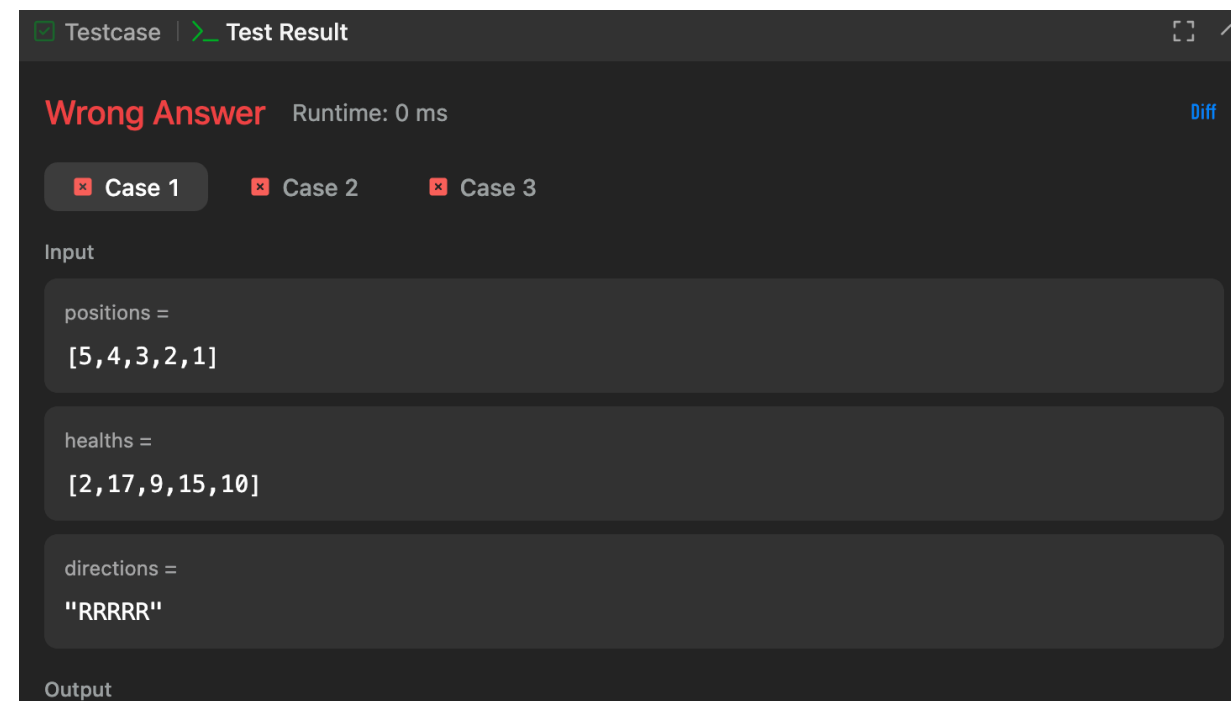 Testcase | >_ Test Result
Wrong Answer Runtime: 0 ms Diff
Case 1 Case 2 Case 3
Input
positions =
[5,4,3,2,1]
healths =
[2,17,9,15,10]
directions =
"RRRRR"
Output